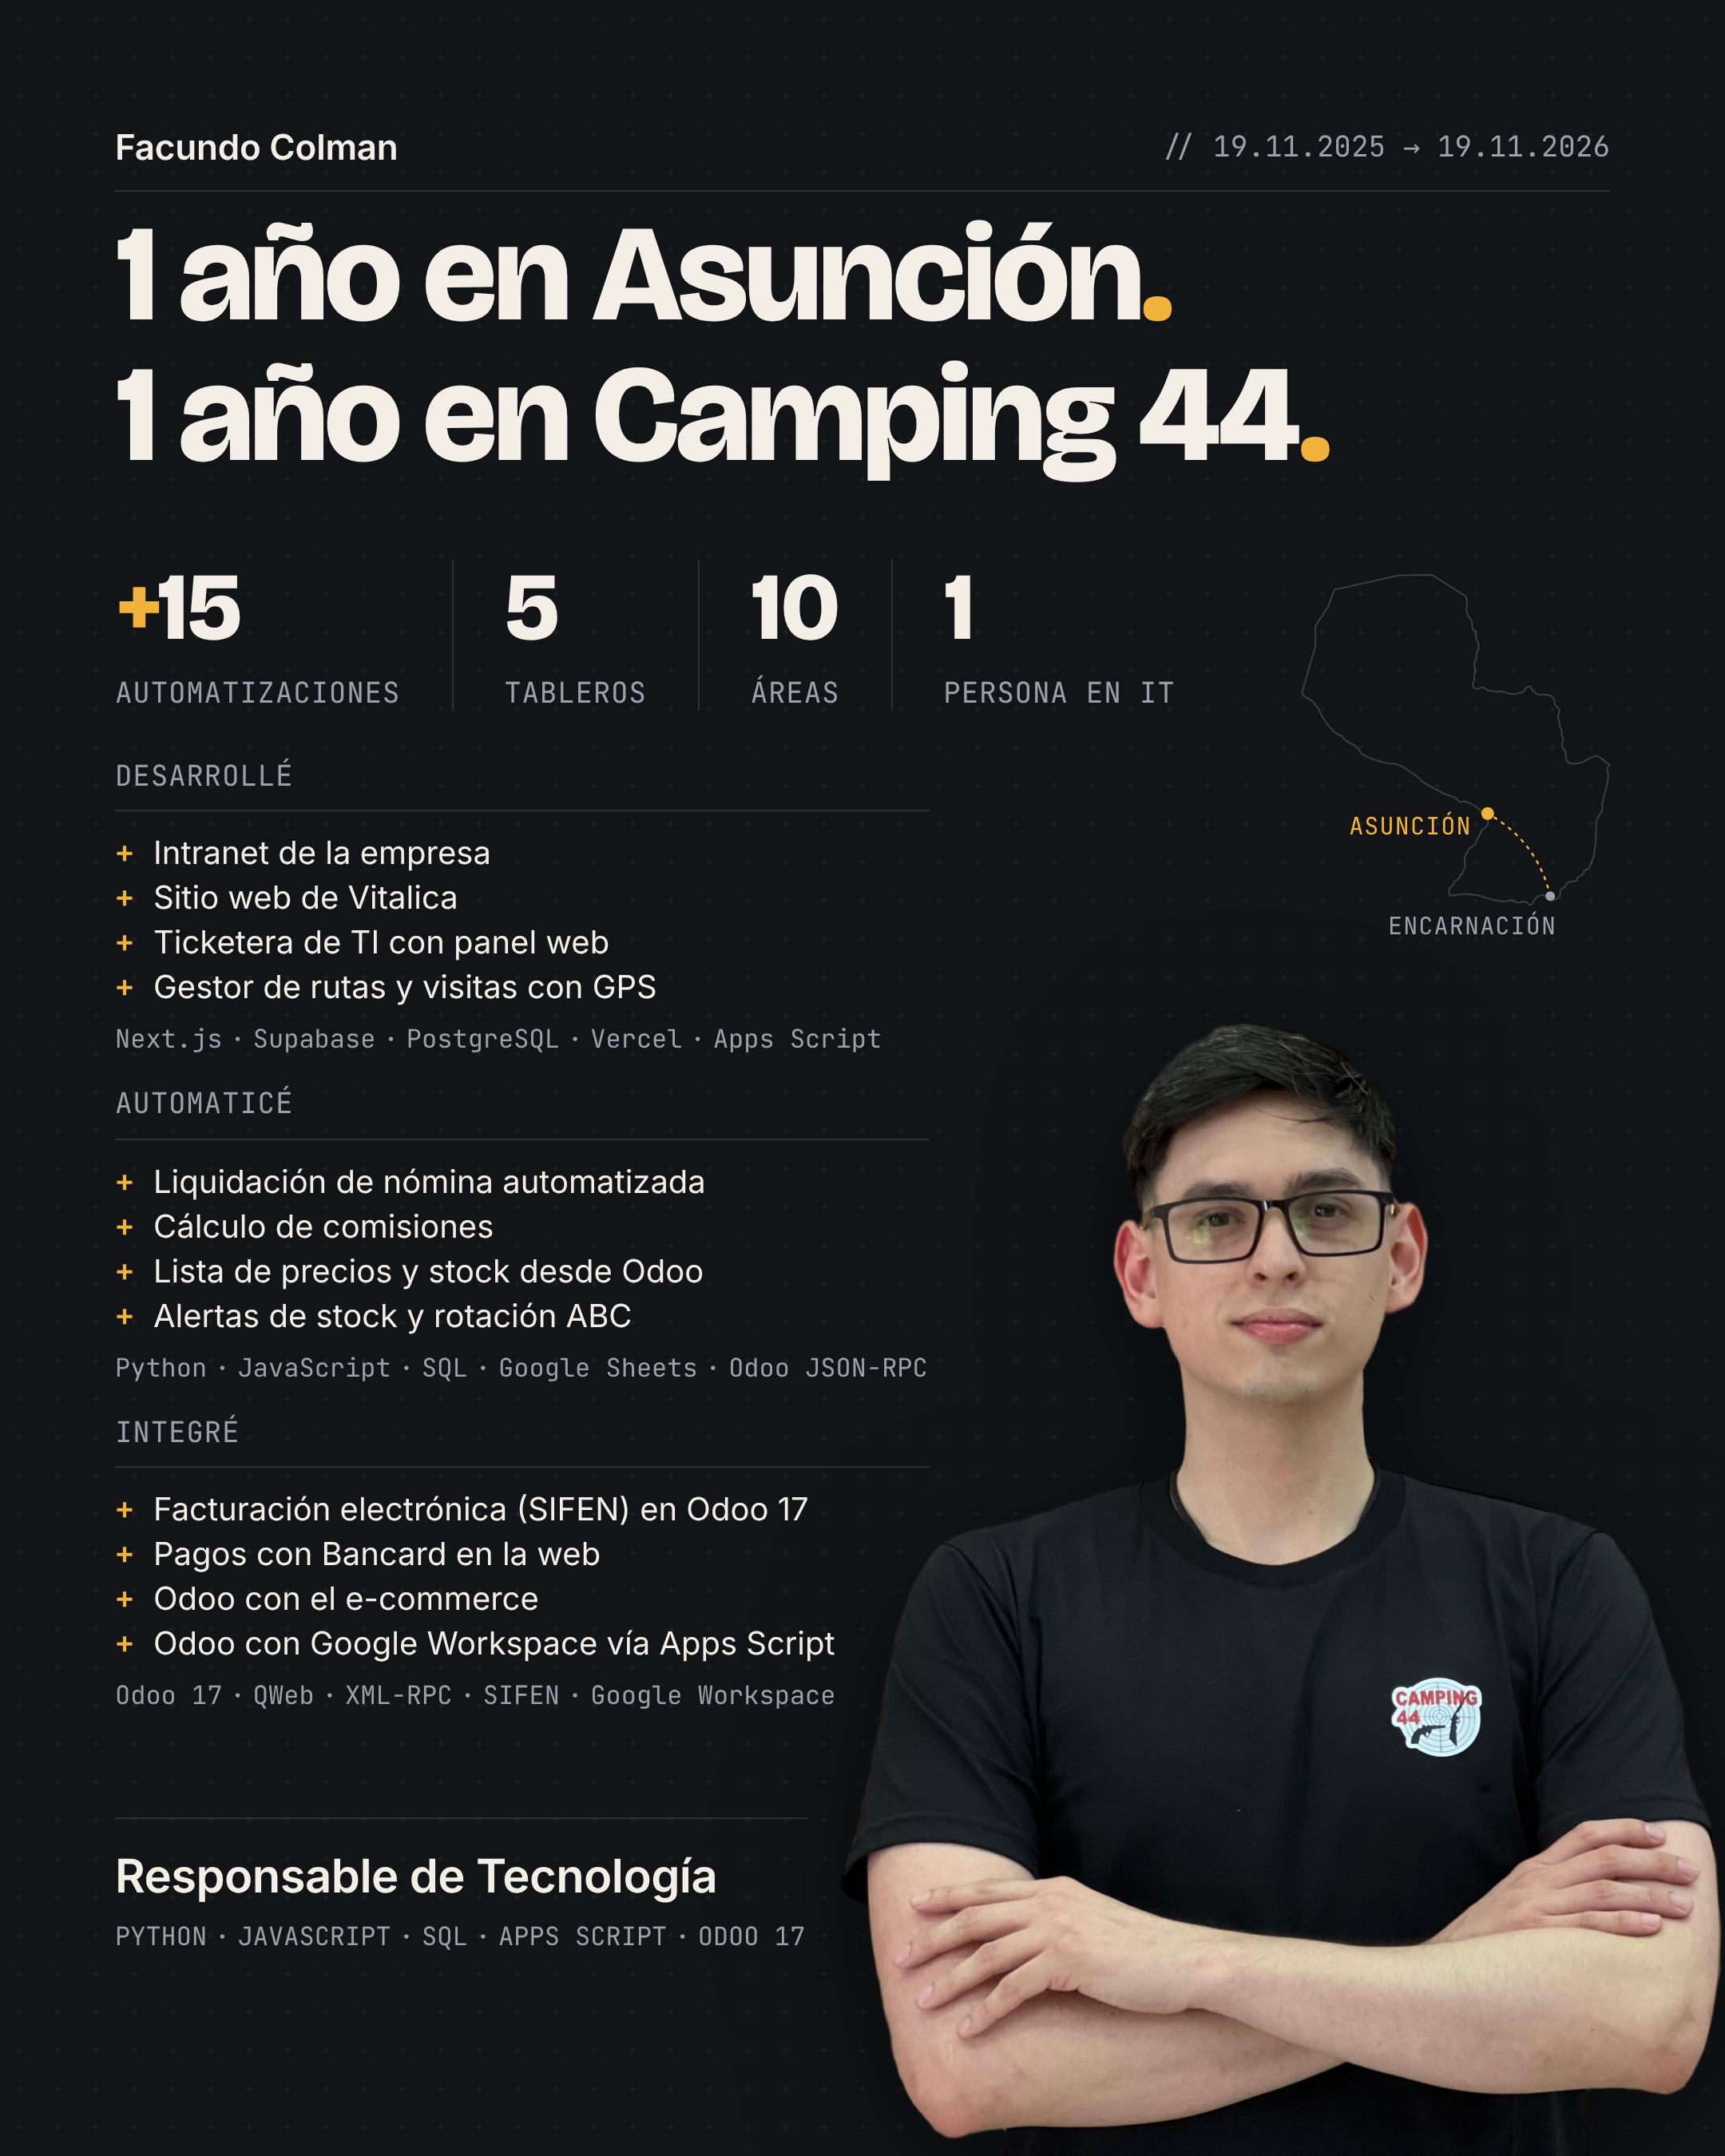 Facundo Colman
// 19.11.2025 → 19.11.2026
1 año en Asunción.
1 año en Camping 44.
+15
AUTOMATIZACIONES
5
TABLEROS
10
ÁREAS
1
PERSONA EN IT
ASUNCIÓN
ENCARNACIÓN
DESARROLLÉ
+ Intranet de la empresa
+ Sitio web de Vitalica
+ Ticketera de TI con panel web
+ Gestor de rutas y visitas con GPS
Next.js · Supabase · PostgreSQL · Vercel · Apps Script
AUTOMATICÉ
+ Liquidación de nómina automatizada
+ Cálculo de comisiones
+ Lista de precios y stock desde Odoo
+ Alertas de stock y rotación ABC
Python · JavaScript · SQL · Google Sheets · Odoo JSON-RPC
INTEGRÉ
+ Facturación electrónica (SIFEN) en Odoo 17
+ Pagos con Bancard en la web
+ Odoo con el e-commerce
+ Odoo con Google Workspace vía Apps Script
Odoo 17 · QWeb · XML-RPC · SIFEN · Google Workspace
CAMPING
44
Responsable de Tecnología
PYTHON · JAVASCRIPT · SQL · APPS SCRIPT · ODOO 17